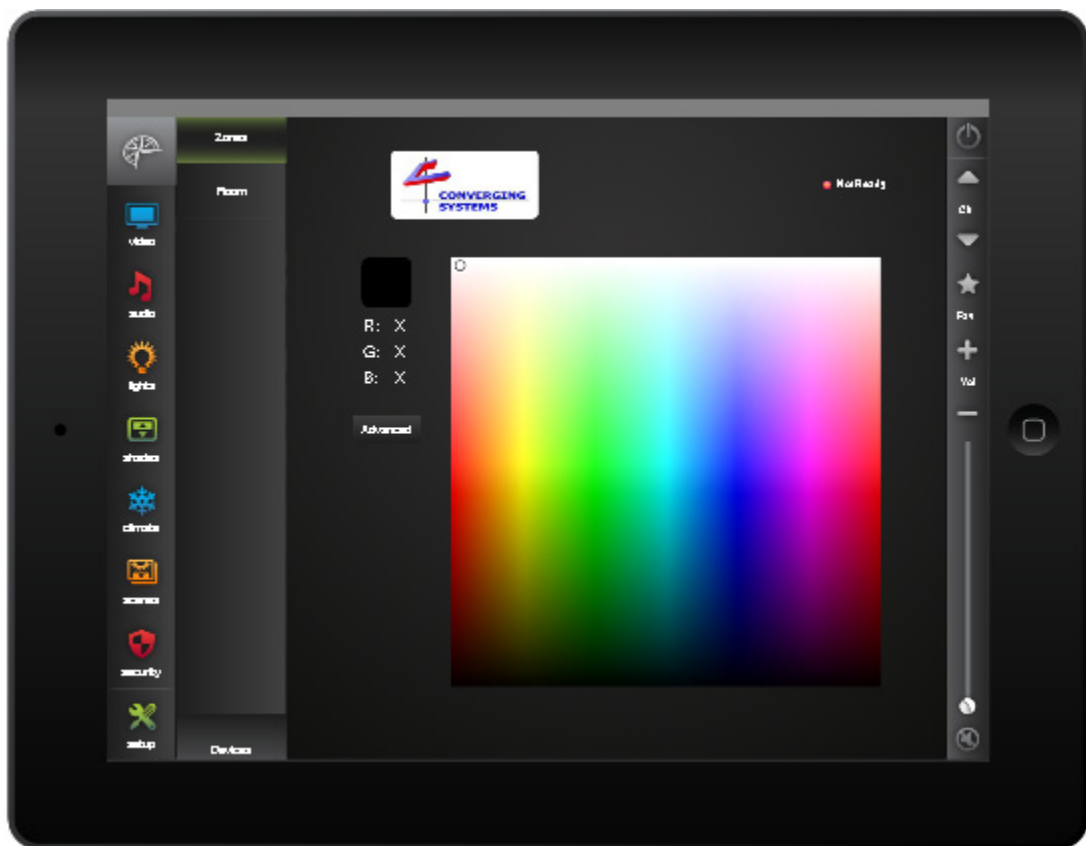 Zones
Room
video
audio
lights
shades
climate
scenes
security
setup
Devices
CONVERGING
SYSTEMS
Not Ready
R: X
G: X
B: X
Advanced
Ch
Fav
Vol